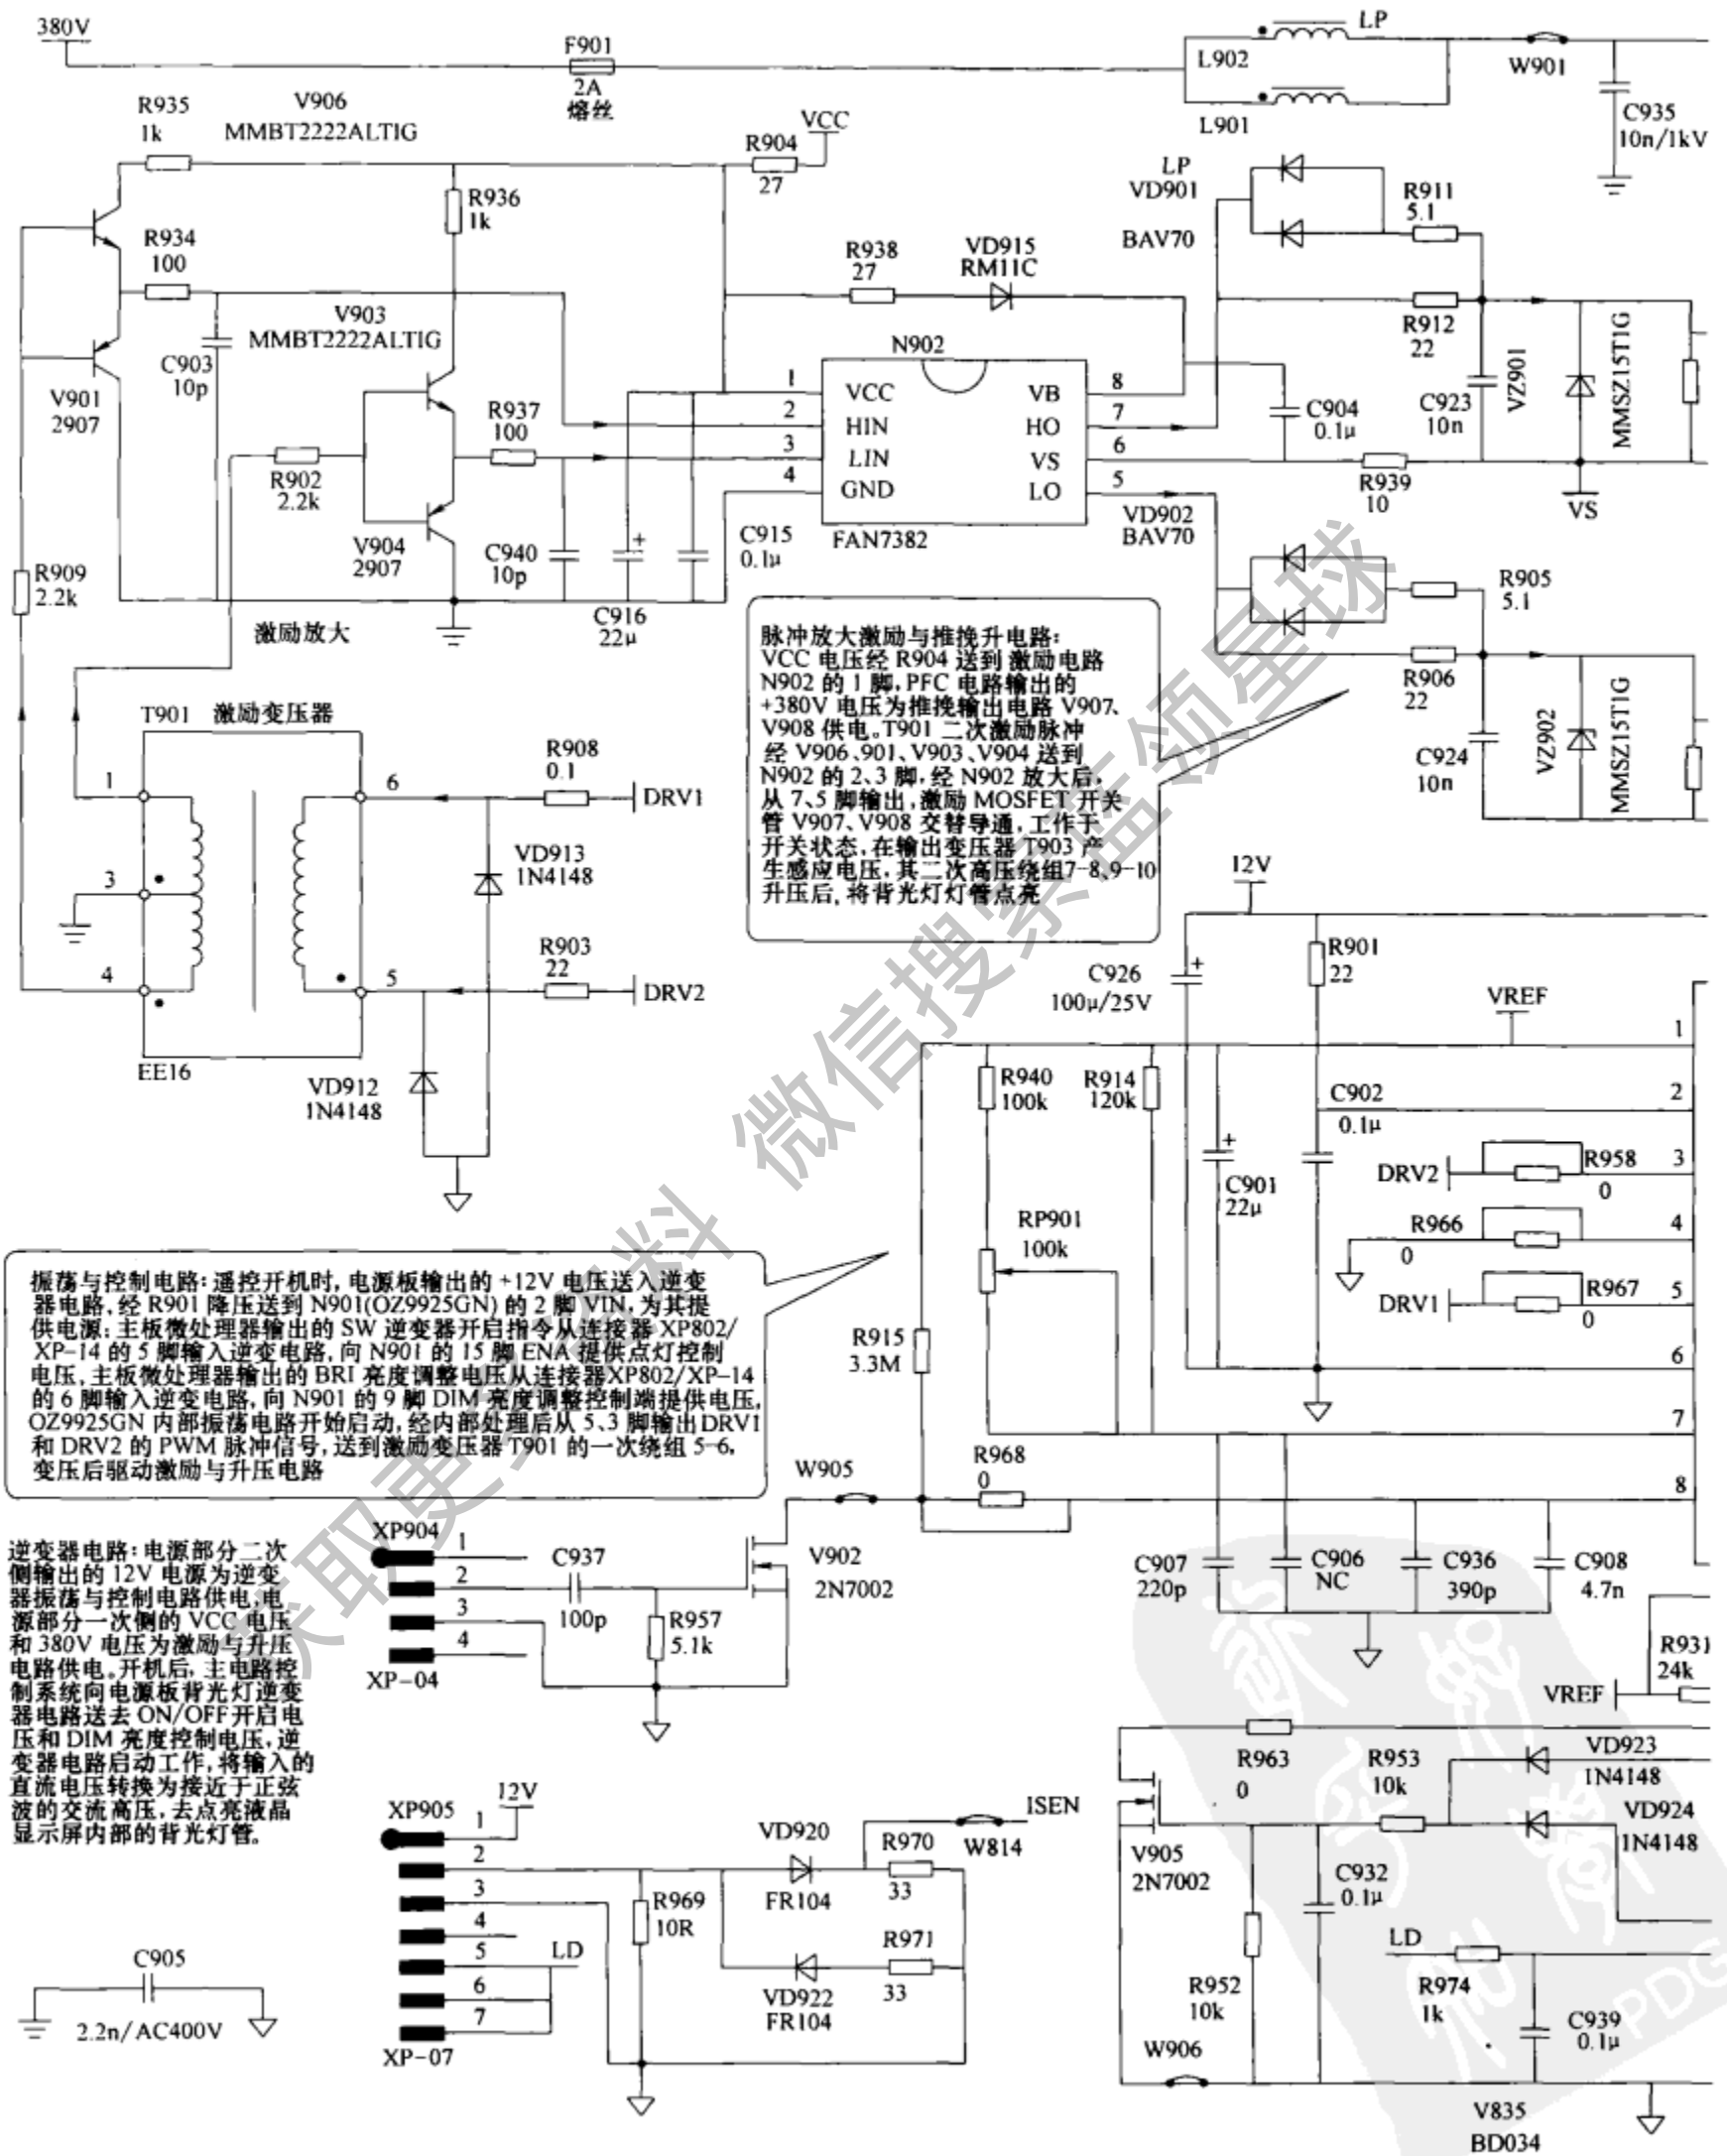 380V
F901
2A
熔丝
LP
L902
W901
L901
C935
10n/1kV
R935
1k
V906
MMBT2222ALTIG
R904
27
VCC
R936
1k
LP
VD901
BAV70
R911
5.1
R934
100
R938
27
VD915
RM11C
R912
22
V903
MMBT2222ALTIG
C903
10p
N902
V901
2907
R937
100
1
2
3
4
VCC
HIN
LIN
GND
VB
HO
VS
LO
8
7
6
5
C904
0.1μ
C923
10n
VZ901
MMSZ15T1G
R902
2.2k
R939
10
VS
FAN7382
VD902
BAV70
V904
2907
C940
10p
C915
0.1μ
C916
22μ
R909
2.2k
激励放大
R905
5.1
R906
22
C924
10n
VZ902
MMSZ15T1G
脉冲放大激励与推挽升电路:
VCC 电压经 R904 送到 激励电路
N902 的 1 脚,PFC 电路输出的
+380V 电压为推挽输出电路 V907、
V908 供电。T901 二次激励脉冲
经 V906、901、V903、V904 送到
N902 的 2、3 脚,经 N902 放大后,
从 7、5 脚输出,激励 MOSFET 开关
管 V907、V908 交替导通,工作于
开关状态,在输出变压器 T903 产
生感应电压,其二次高压绕组7-8、9-10
升压后,将背光灯灯管点亮
T901 激励变压器
1
3
4
6
5
EE16
R908
0.1
DRV1
VD913
1N4148
R903
22
DRV2
VD912
1N4148
12V
C926
100μ/25V
R901
22
VREF
1
R940
100k
R914
120k
C902
0.1μ
2
DRV2
R958
0
3
C901
22μ
R966
0
4
RP901
100k
DRV1
R967
0
5
R915
3.3M
6
7
振荡与控制电路:遥控开机时,电源板输出的 +12V 电压送入逆变
器电路,经 R901 降压送到 N901(OZ9925GN) 的 2 脚 VIN,为其提
供电源;主板微处理器输出的 SW 逆变器开启指令从连接器 XP802/
XP-14 的 5 脚输入逆变电路,向 N901 的 15 脚 ENA 提供点灯控制
电压,主板微处理器输出的 BRI 亮度调整电压从连接器XP802/XP-14
的 6 脚输入逆变电路,向 N901 的 9 脚 DIM 亮度调整控制端提供电压,
OZ9925GN 内部振荡电路开始启动,经内部处理后从 5、3 脚输出DRV1
和 DRV2 的 PWM 脉冲信号,送到激励变压器 T901 的一次绕组 5-6,
变压后驱动激励与升压电路
W905
R968
0
8
XP904
1
2
3
4
XP-04
C937
100p
R957
5.1k
V902
2N7002
C907
220p
C906
NC
C936
390p
C908
4.7n
逆变器电路:电源部分二次
侧输出的 12V 电源为逆变
器振荡与控制电路供电,电
源部分一次侧的 VCC 电压
和 380V 电压为激励与升压
电路供电。开机后,主电路控
制系统向电源板背光灯逆变
器电路送去 ON/OFF开启电
压和 DIM 亮度控制电压,逆
变器电路启动工作,将输入的
直流电压转换为接近于正弦
波的交流高压,去点亮液晶
显示屏内部的背光灯管。
R931
24k
VREF
R963
0
R953
10k
VD923
1N4148
VD924
1N4148
V905
2N7002
C932
0.1μ
LD
R952
10k
R974
1k
C939
0.1μ
W906
V835
BD034
XP905
1
2
3
4
5
6
7
XP-07
12V
LD
R969
10R
VD920
FR104
VD922
FR104
R970
33
R971
33
ISEN
W814
C905
2.2n/AC400V
获取更多资料 微信搜索蓝领星球
PDG